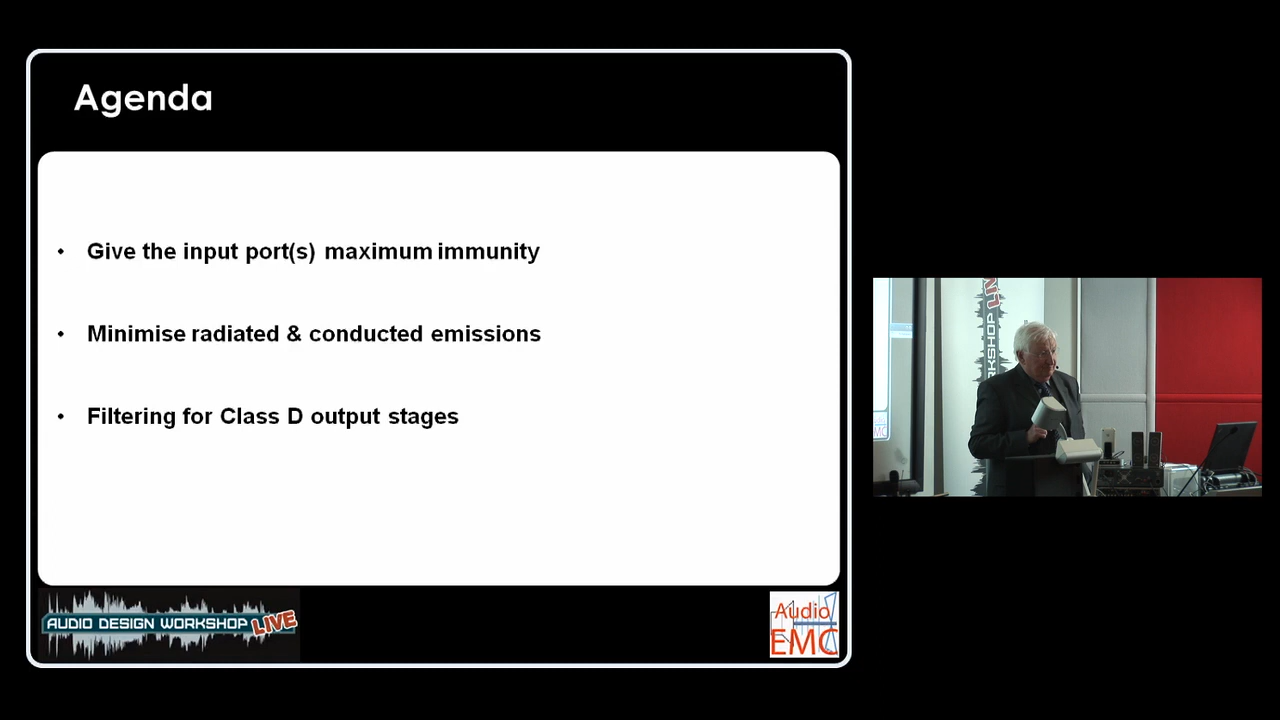 Agenda
• Give the input port(s) maximum immunity
• Minimise radiated & conducted emissions
• Filtering for Class D output stages
AUDIO DESIGN WORKSHOP LIVE
Audio
EMC